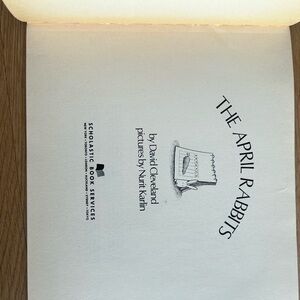 THE APRIL RABBITS
by David Cleveland
pictures by Nurit Karlin
SCHOLASTIC BOOK SERVICES